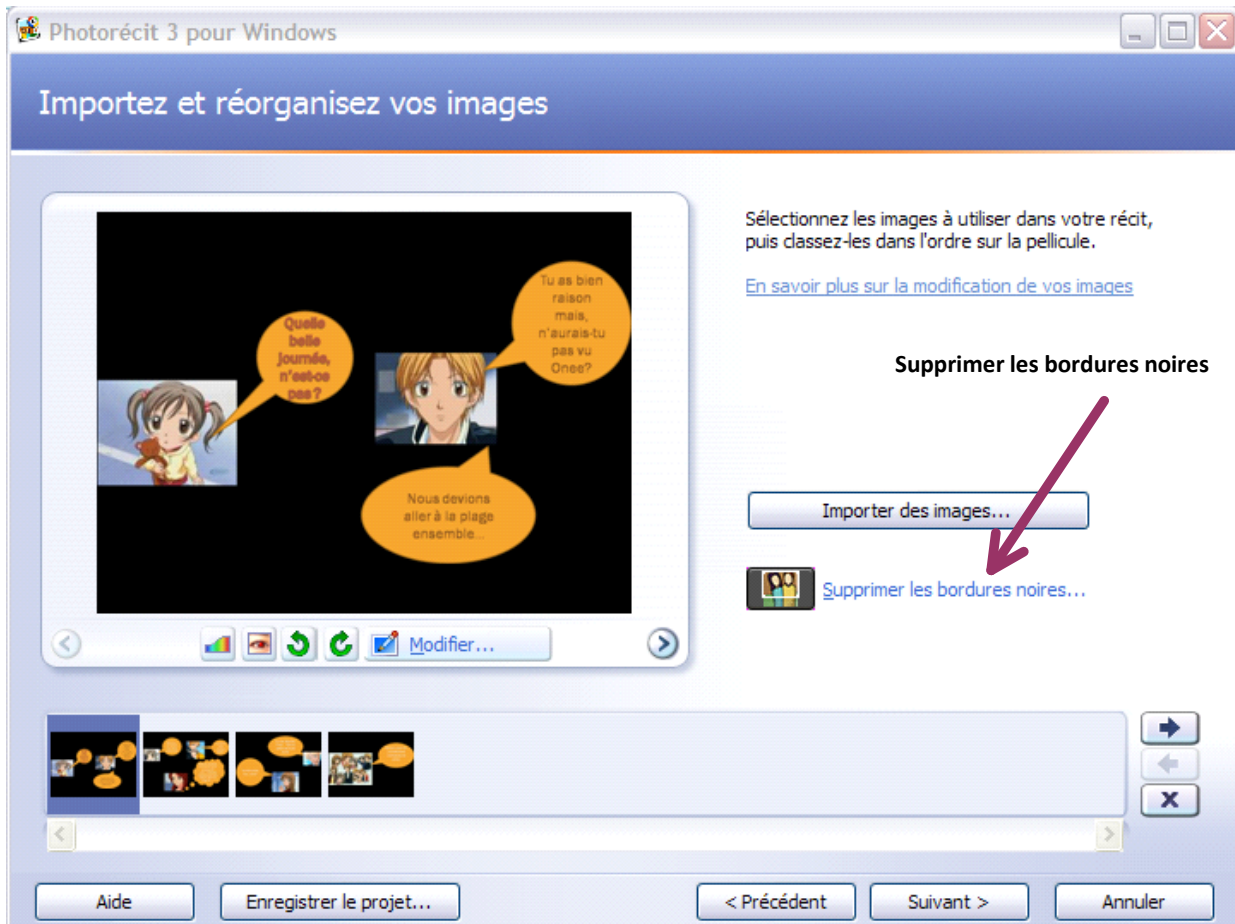 Photorécit 3 pour Windows
Importez et réorganisez vos images
Sélectionnez les images à utiliser dans votre récit,
puis classez-les dans l'ordre sur la pellicule.
En savoir plus sur la modification de vos images
Quelle
belle
journée,
n'est-ce
pas?
Tu as bien
raison
mais,
n'aurais-tu
pas vu
Onee?
Nous devions
aller à la plage
ensemble...
Supprimer les bordures noires
Importer des images...
Supprimer les bordures noires...
Modifier...
Aide
Enregistrer le projet...
< Précédent
Suivant >
Annuler